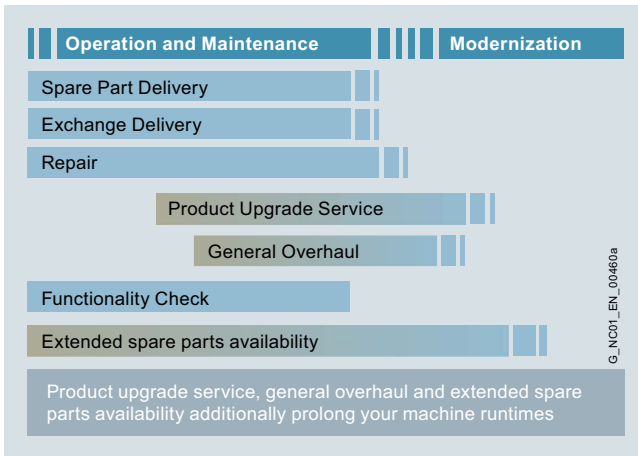 Operation and Maintenance
Modernization
Spare Part Delivery
Exchange Delivery
Repair
Product Upgrade Service
General Overhaul
Functionality Check
Extended spare parts availability
G_NC01_EN_00460a
Product upgrade service, general overhaul and extended spare
parts availability additionally prolong your machine runtimes